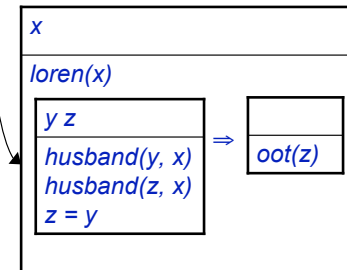 x
loren(x)
y z
husband(y, x)
husband(z, x)
z = y
⇒
oot(z)